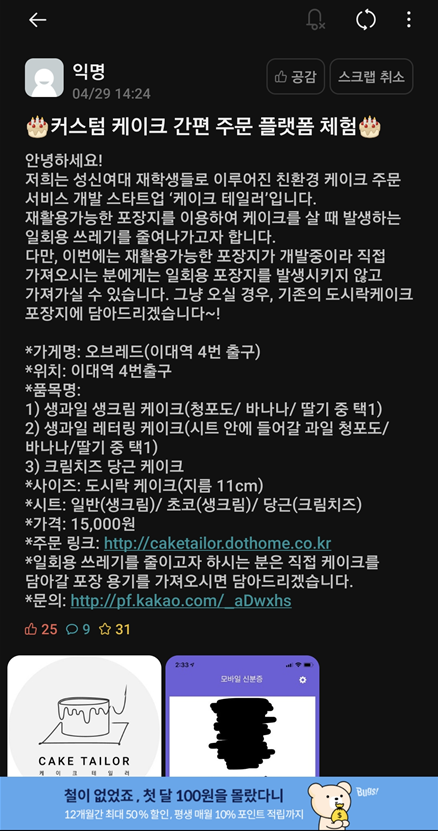 익명
04/29 14:24
공감
스크랩 취소
🎂커스텀 케이크 간편 주문 플랫폼 체험🎂
안녕하세요!
저희는 성신여대 재학생들로 이루어진 친환경 케이크 주문
서비스 개발 스타트업 ‘케이크 테일러’입니다.
재활용가능한 포장지를 이용하여 케이크를 살 때 발생하는
일회용 쓰레기를 줄여나가고자 합니다.
다만, 이번에는 재활용가능한 포장지가 개발중이라 직접
가져오시는 분에게는 일회용 포장지를 발생시키지 않고
가져가실 수 있습니다. 그냥 오실 경우, 기존의 도시락케이크
포장지에 담아드리겠습니다~!
*가게명: 오브레드(이대역 4번 출구)
*위치: 이대역 4번출구
*품목명:
1) 생과일 생크림 케이크(청포도/ 바나나/ 딸기 중 택1)
2) 생과일 레터링 케이크(시트 안에 들어갈 과일 청포도/
바나나/딸기 중 택1)
3) 크림치즈 당근 케이크
*사이즈: 도시락 케이크(지름 11cm)
*시트: 일반(생크림)/ 초코(생크림)/ 당근(크림치즈)
*가격: 15,000원
*주문 링크: http://caketailor.dothome.co.kr
*일회용 쓰레기를 줄이고자 하시는 분은 직접 케이크를
담아갈 포장 용기를 가져오시면 담아드리겠습니다.
*문의: http://pf.kakao.com/_aDwxhs
25 9 31
2:33
모바일 신분증
CAKE TAILOR
케이크테일러
철이 없었죠, 첫 달 100원을 몰랐다니
12개월간 최대 50% 할인, 평생 매월 10% 포인트 적립까지
Bugs!